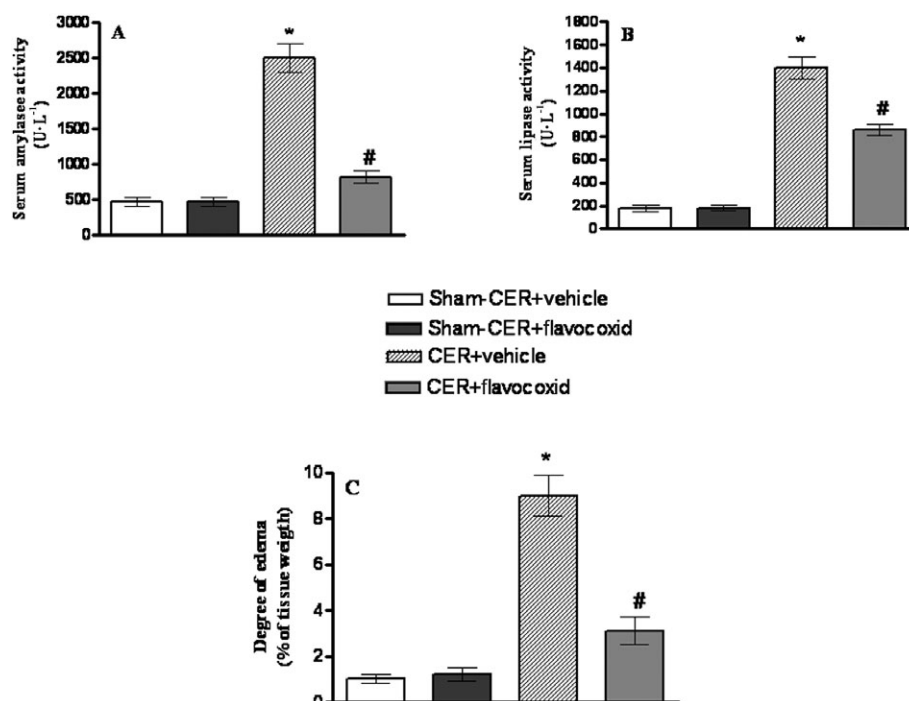 A
Serum amylasee activity
(U·L⁻¹)
3000
2500
2000
1500
1000
500
0
*
#
B
Serum lipase activity
(U·L⁻¹)
1800
1600
1400
1200
1000
800
600
400
200
0
*
#
Sham-CER+vehicle
Sham-CER+flavocoxid
CER+vehicle
CER+flavocoxid
C
Degree of edema
(% of tissue weigth)
10
8
6
4
2
0
*
#